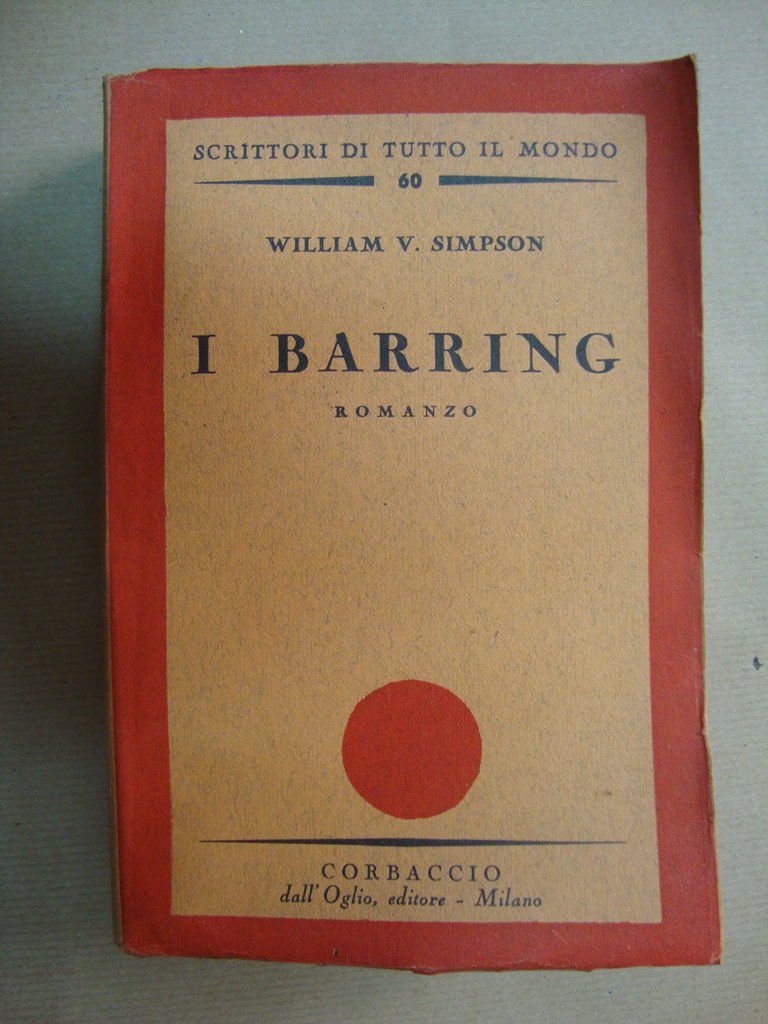 SCRITTORI DI TUTTO IL MONDO
60
WILLIAM V. SIMPSON
I BARRING
ROMANZO
CORBACCIO
dall'Oglio, editore - Milano